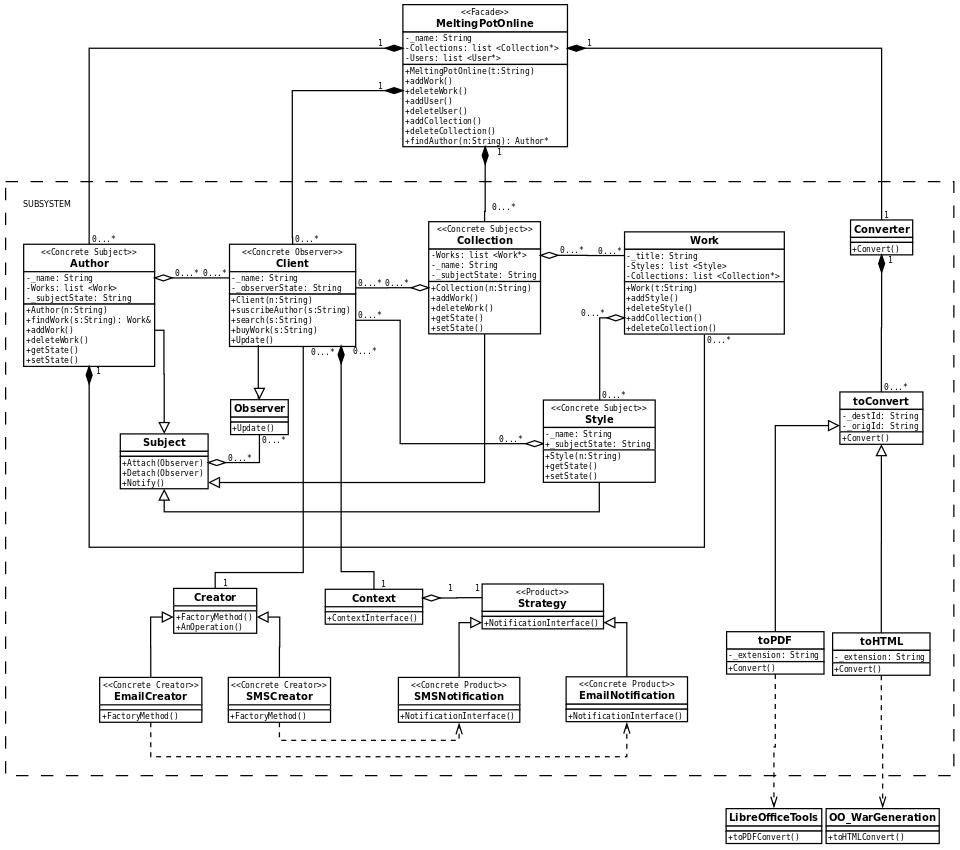 <<Facade>>
MeltingPotOnline
-_name: String
-Collections: list <Collection*>
-Users: list <User*>
+MeltingPotOnline(t:String)
+addWork()
+deleteWork()
+addUser()
+deleteUser()
+addCollection()
+deleteCollection()
+findAuthor(n:String): Author*
1
1
1
1
SUBSYSTEM
0...*
0...*
0...*
1
<<Concrete Subject>>
Author
-_name: String
-Works: list <Work>
-_subjectState: String
+Author(n:String)
+findWork(s:String): Work&
+addWork()
+deleteWork()
+getState()
+setState()
0...* 0...*
1
<<Concrete Observer>>
Client
-_name: String
-_observerState: String
+Client(n:String)
+suscribeAuthor(s:String)
+search(s:String)
+buyWork(s:String)
+Update()
0...* 0...*
0...*
0...*
0...*
<<Concrete Subject>>
Collection
-Works: list <Work*>
-_name: String
-_subjectState: String
+Collection(n:String)
+addWork()
+deleteWork()
+getState()
+setState()
0...*
0...*
Work
-_title: String
-Styles: list <Style>
-Collections: list <Collection*>
+Work(t:String)
+addStyle()
+deleteStyle()
+addCollection()
+deleteCollection()
0...*
0...*
Converter
+Convert()
1
0...*
toConvert
-_destId: String
-_origId: String
+Convert()
Observer
+Update()
0...*
Subject
+Attach(Observer)
+Detach(Observer)
+Notify()
0...*
0...*
<<Concrete Subject>>
Style
-_name: String
+_subjectState: String
+Style(n:String)
+getState()
+setState()
0...*
1
Creator
+FactoryMethod()
+AnOperation()
1
Context
+ContextInterface()
1
1
<<Product>>
Strategy
+NotificationInterface()
toPDF
-_extension: String
+Convert()
toHTML
-_extension: String
+Convert()
<<Concrete Creator>>
EmailCreator
+FactoryMethod()
<<Concrete Creator>>
SMSCreator
+FactoryMethod()
<<Concrete Product>>
SMSNotification
+NotificationInterface()
<<Concrete Product>>
EmailNotification
+NotificationInterface()
LibreOfficeTools
+toPDFConvert()
OO_WarGeneration
+toHTMLConvert()